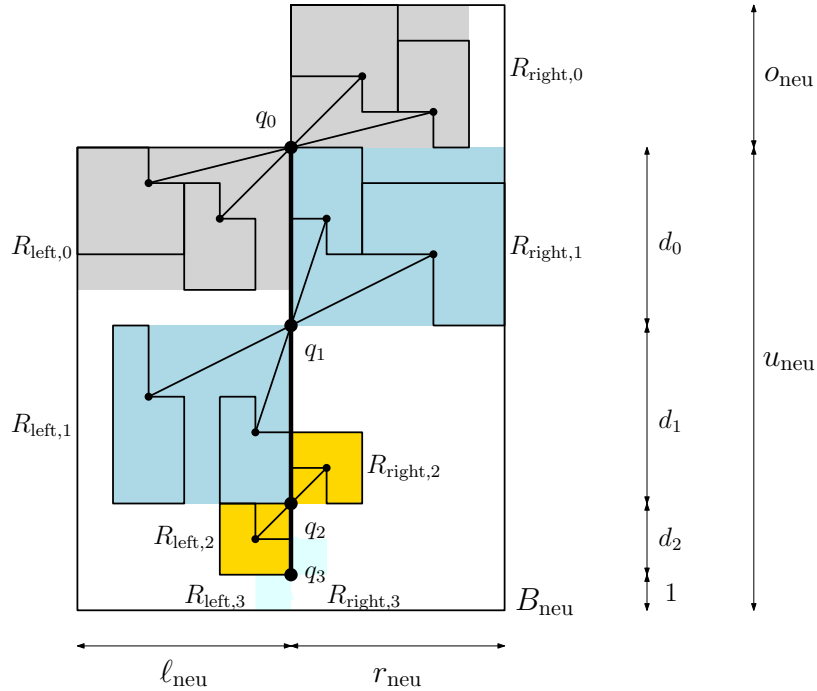 R_right,0
o_neu
q_0
R_left,0
R_right,1
d_0
q_1
u_neu
R_left,1
d_1
R_right,2
q_2
R_left,2
d_2
q_3
R_left,3
R_right,3
B_neu
1
ℓ_neu
r_neu